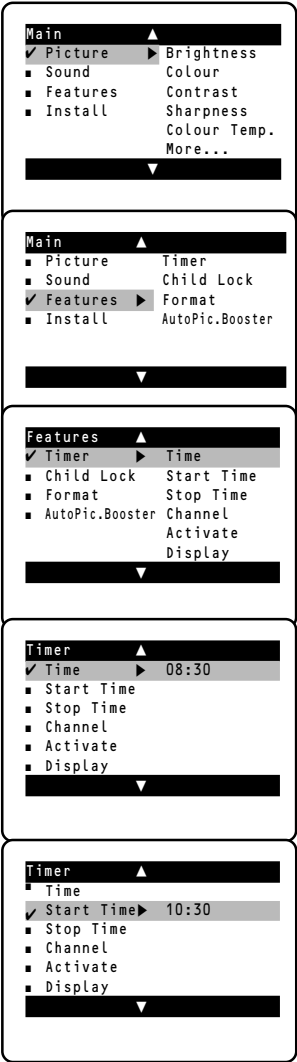 Main ▲
✔ Picture ▶ Brightness
■ Sound Colour
■ Features Contrast
■ Install Sharpness
Colour Temp.
More...
▼
Main ▲
■ Picture Timer
■ Sound Child Lock
✔ Features ▶ Format
■ Install AutoPic.Booster
▼
Features ▲
✔ Timer ▶ Time
■ Child Lock Start Time
■ Format Stop Time
■ AutoPic.Booster Channel
Activate
Display
▼
Timer ▲
✔ Time ▶ 08:30
■ Start Time
■ Stop Time
■ Channel
■ Activate
■ Display
▼
Timer ▲
■ Time
✔ Start Time▶ 10:30
■ Stop Time
■ Channel
■ Activate
■ Display
▼